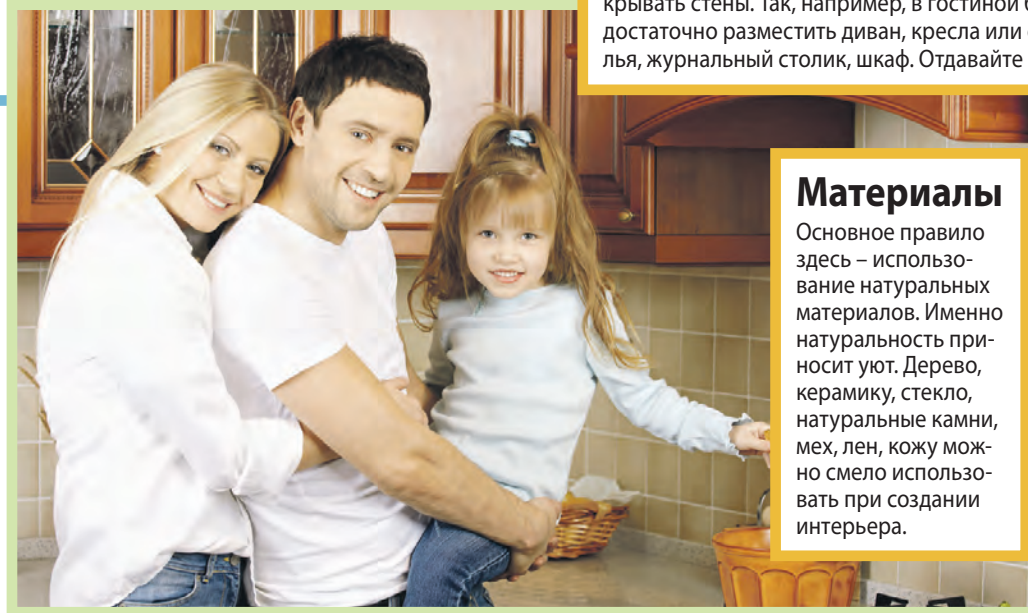 крывать стены. Так, например, в гостиной
достаточно разместить диван, кресла или
лья, журнальный столик, шкаф. Отдавайте
Материалы
Основное правило
здесь – использо-
вание натуральных
материалов. Именно
натуральность при-
носит уют. Дерево,
керамику, стекло,
натуральные камни,
мех, лен, кожу мож-
но смело использо-
вать при создании
интерьера.